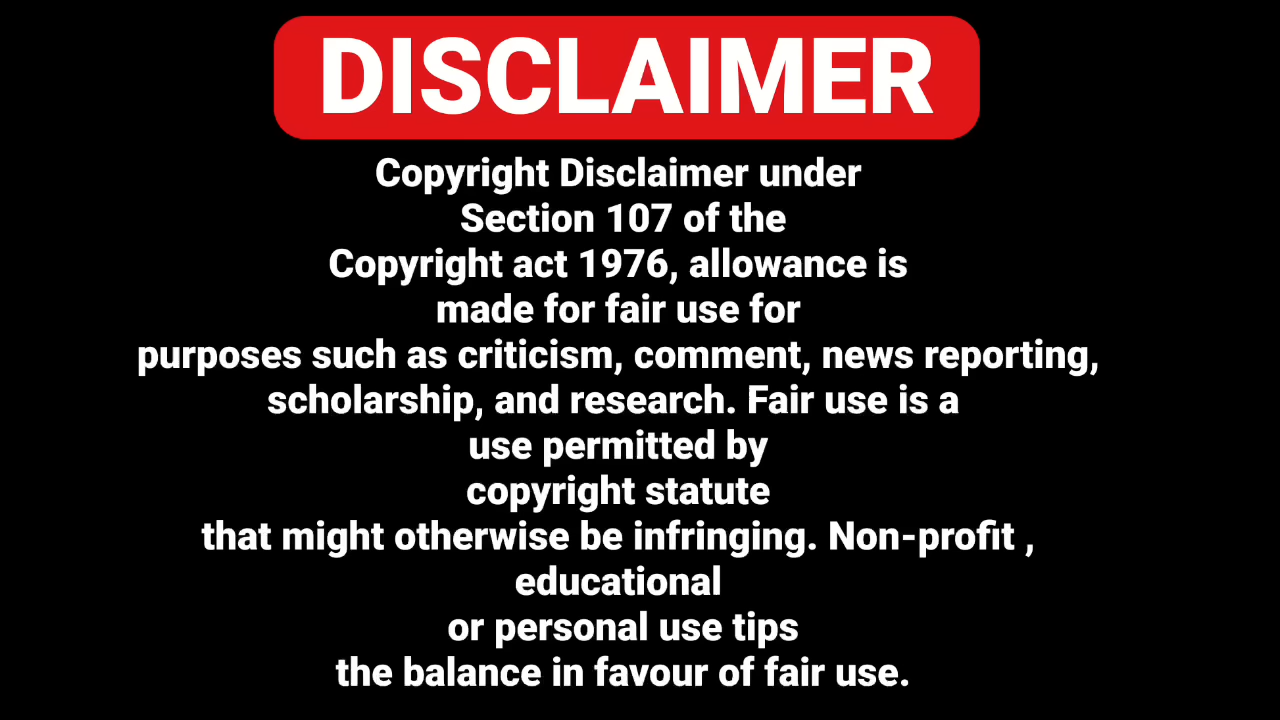 DISCLAIMER
Copyright Disclaimer under
Section 107 of the
Copyright act 1976, allowance is
made for fair use for
purposes such as criticism, comment, news reporting,
scholarship, and research. Fair use is a
use permitted by
copyright statute
that might otherwise be infringing. Non-profit ,
educational
or personal use tips
the balance in favour of fair use.